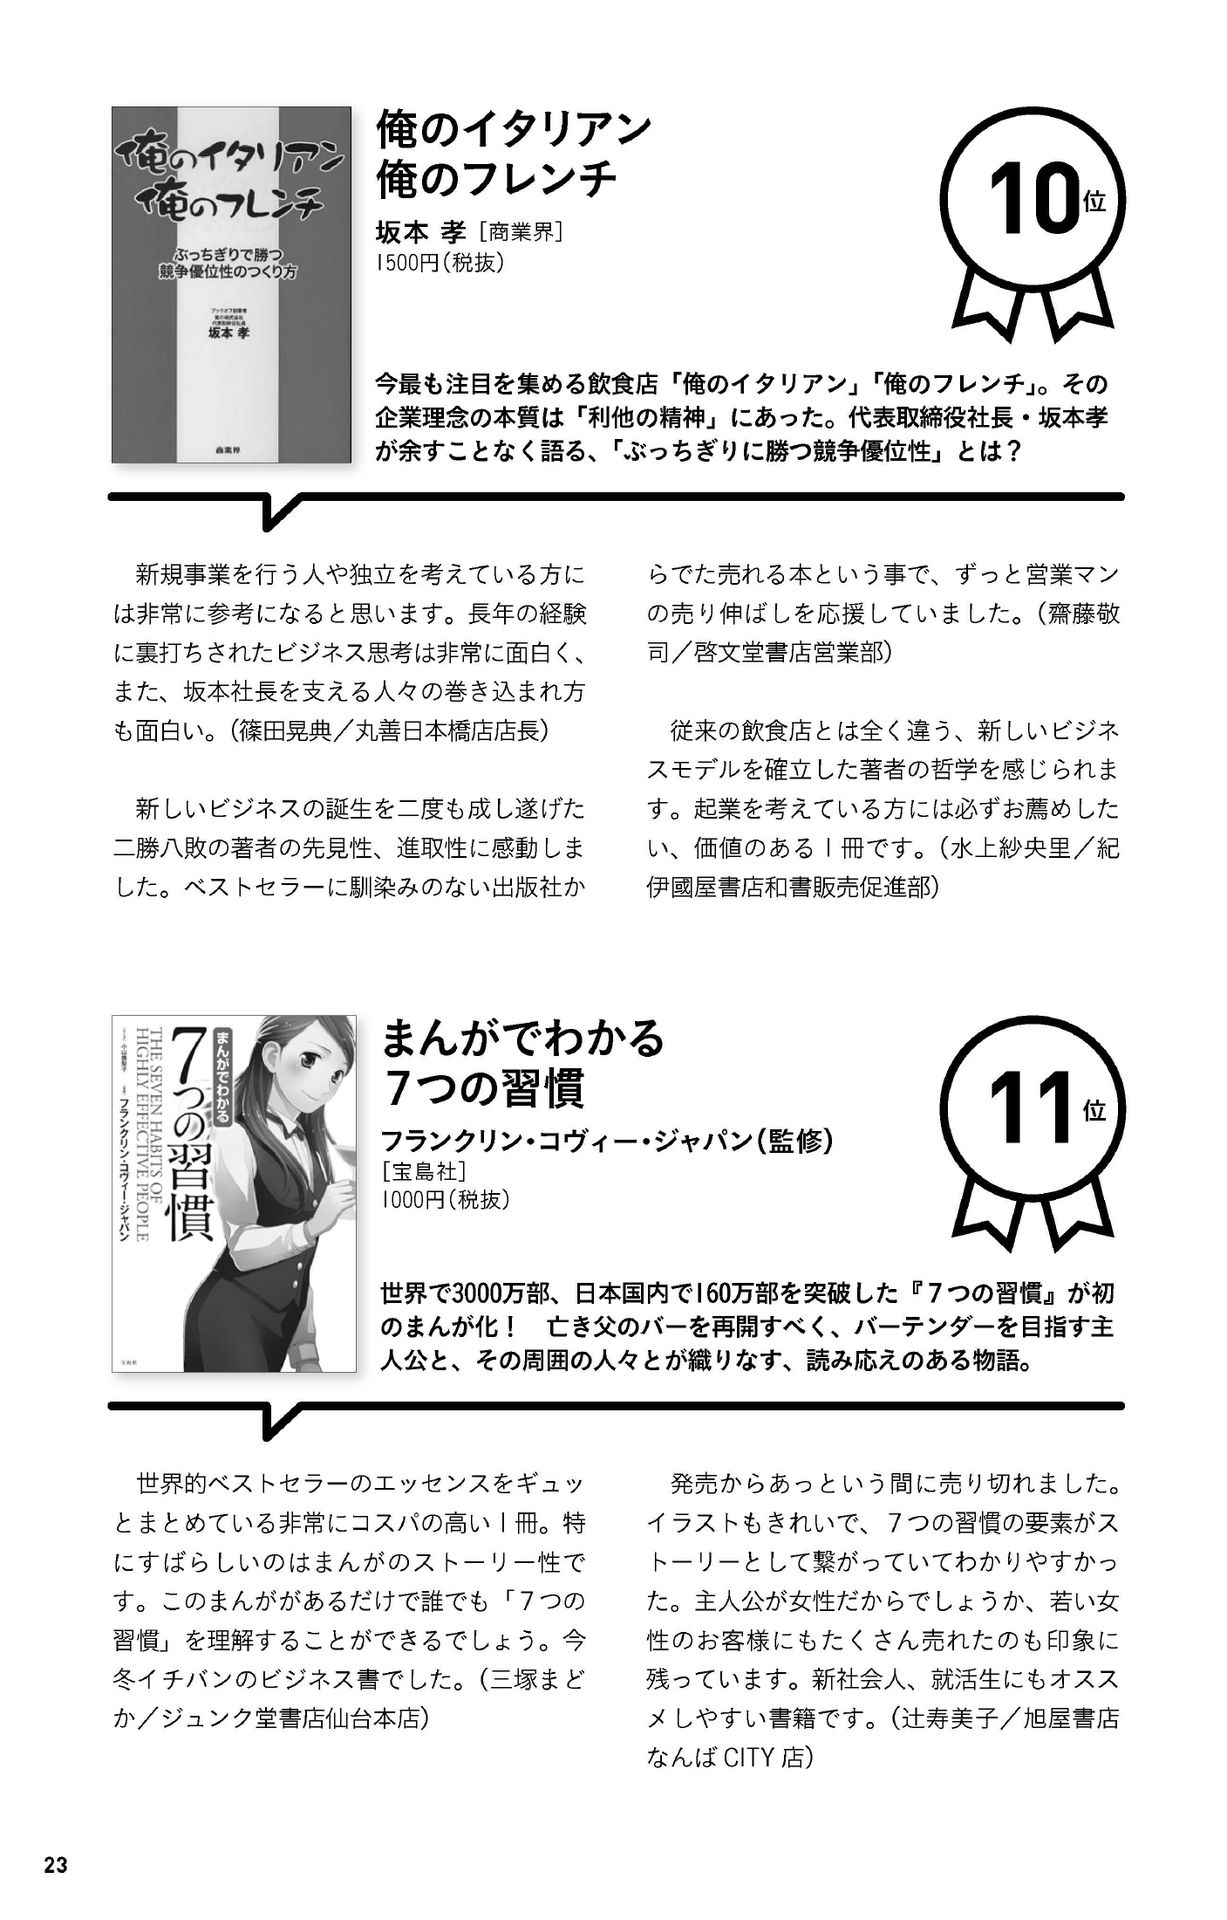 俺のイタリアン
俺のフレンチ
ぶっちぎりで勝つ
競争優位性のつくり方
ブックオフ創業者
俺の株式会社
代表取締役社長
坂本 孝
商業界
俺のイタリアン
俺のフレンチ
坂本 孝 [商業界]
1500円(税抜)
10位
今最も注目を集める飲食店「俺のイタリアン」「俺のフレンチ」。その
企業理念の本質は「利他の精神」にあった。代表取締役社長・坂本孝
が余すことなく語る、「ぶっちぎりに勝つ競争優位性」とは？
　新規事業を行う人や独立を考えている方に
は非常に参考になると思います。長年の経験
に裏打ちされたビジネス思考は非常に面白く、
また、坂本社長を支える人々の巻き込まれ方
も面白い。（篠田晃典／丸善日本橋店店長）
　新しいビジネスの誕生を二度も成し遂げた
二勝八敗の著者の先見性、進取性に感動しま
した。ベストセラーに馴染みのない出版社か
らでた売れる本という事で、ずっと営業マン
の売り伸ばしを応援していました。（齋藤敬
司／啓文堂書店営業部）
　従来の飲食店とは全く違う、新しいビジネ
スモデルを確立した著者の哲学を感じられま
す。起業を考えている方には必ずお薦めした
い、価値のある1冊です。（水上紗央里／紀
伊國屋書店和書販売促進部）
まんがでわかる
7つの習慣
THE SEVEN HABITS OF
HIGHLY EFFECTIVE PEOPLE
フランクリン・コヴィー・ジャパン
宝島社
まんがでわかる
７つの習慣
フランクリン・コヴィー・ジャパン(監修)
[宝島社]
1000円(税抜)
11位
世界で3000万部、日本国内で160万部を突破した『７つの習慣』が初
のまんが化！　亡き父のバーを再開すべく、バーテンダーを目指す主
人公と、その周囲の人々とが織りなす、読み応えのある物語。
　世界的ベストセラーのエッセンスをギュッ
とまとめている非常にコスパの高い1冊。特
にすばらしいのはまんがのストーリー性で
す。このまんががあるだけで誰でも「７つの
習慣」を理解することができるでしょう。今
冬イチバンのビジネス書でした。（三塚まど
か／ジュンク堂書店仙台本店）
　発売からあっという間に売り切れました。
イラストもきれいで、７つの習慣の要素がス
トーリーとして繋がっていてわかりやすかっ
た。主人公が女性だからでしょうか、若い女
性のお客様にもたくさん売れたのも印象に
残っています。新社会人、就活生にもオスス
メしやすい書籍です。（辻寿美子／旭屋書店
なんばCITY店）
23